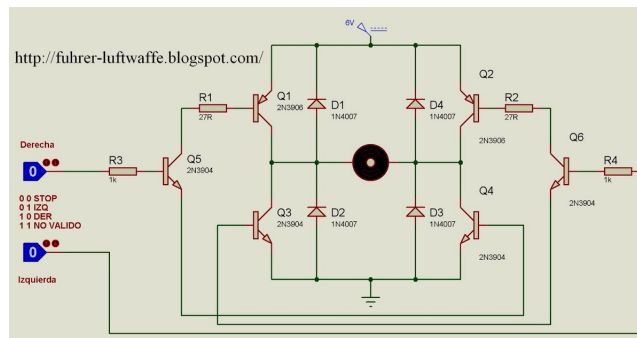 6V
http://fuhrer-luftwaffe.blogspot.com/
Q2
R1
27R
Q1
2N3906
D1
1N4007
D4
1N4007
R2
27R
2N3906
Q6
Derecha
0
R3
1k
Q5
2N3904
R4
1k
2N3904
0 0 STOP
0 1 IZQ
1 0 DER
1 1 NO VALIDO
Q3
2N3904
D2
1N4007
D3
1N4007
Q4
2N3904
0
Izquierda